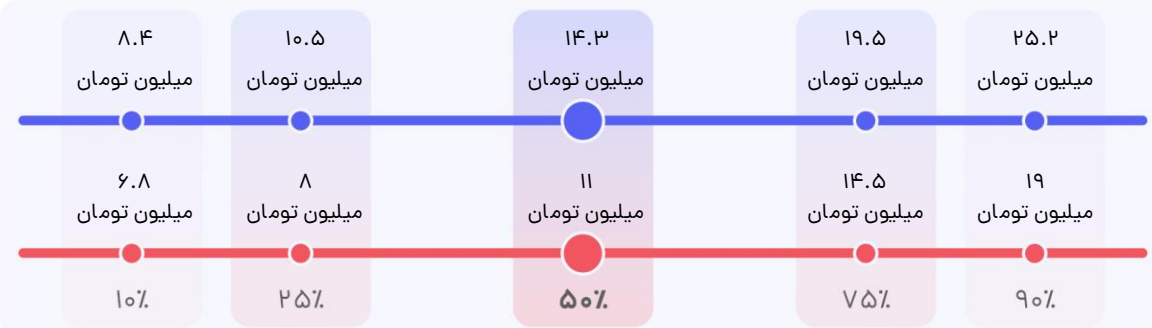 ۸.۴
میلیون تومان
۱۰.۵
میلیون تومان
۱۴.۳
میلیون تومان
۱۹.۵
میلیون تومان
۲۵.۲
میلیون تومان
۶.۸
میلیون تومان
۸
میلیون تومان
۱۱
میلیون تومان
۱۴.۵
میلیون تومان
۱۹
میلیون تومان
۱۰٪
۲۵٪
۵۰٪
۷۵٪
۹۰٪